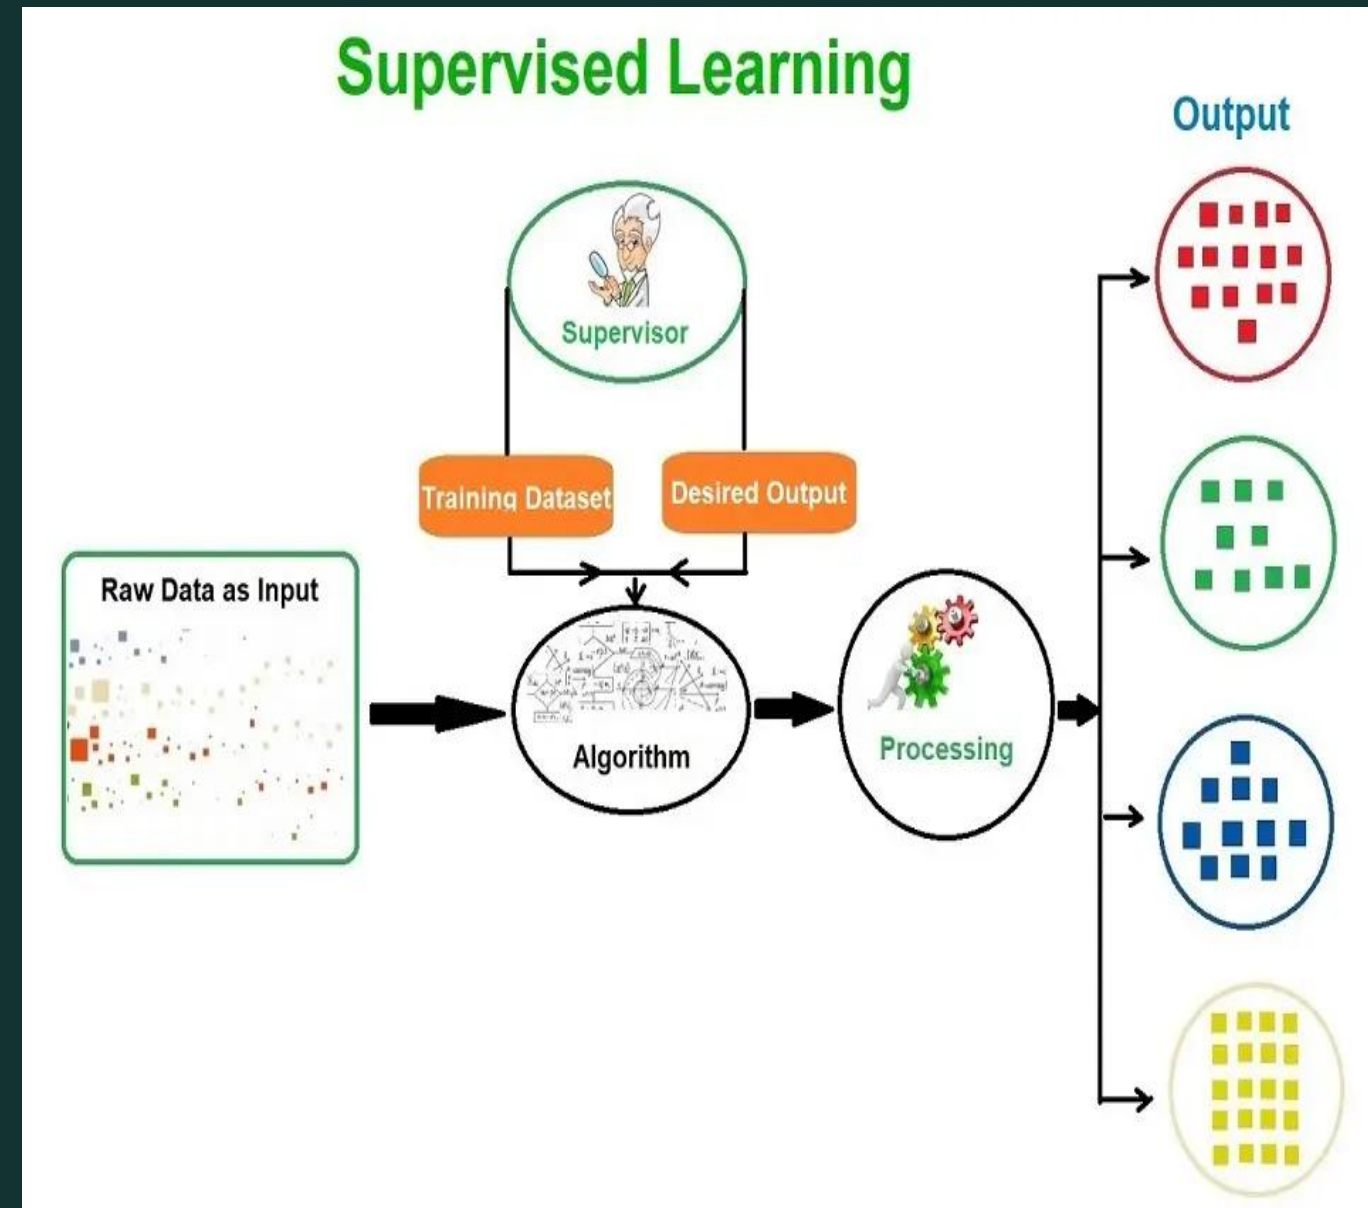 Supervised Learning
Output
Supervisor
Training Dataset
Desired Output
Raw Data as Input
Algorithm
Processing